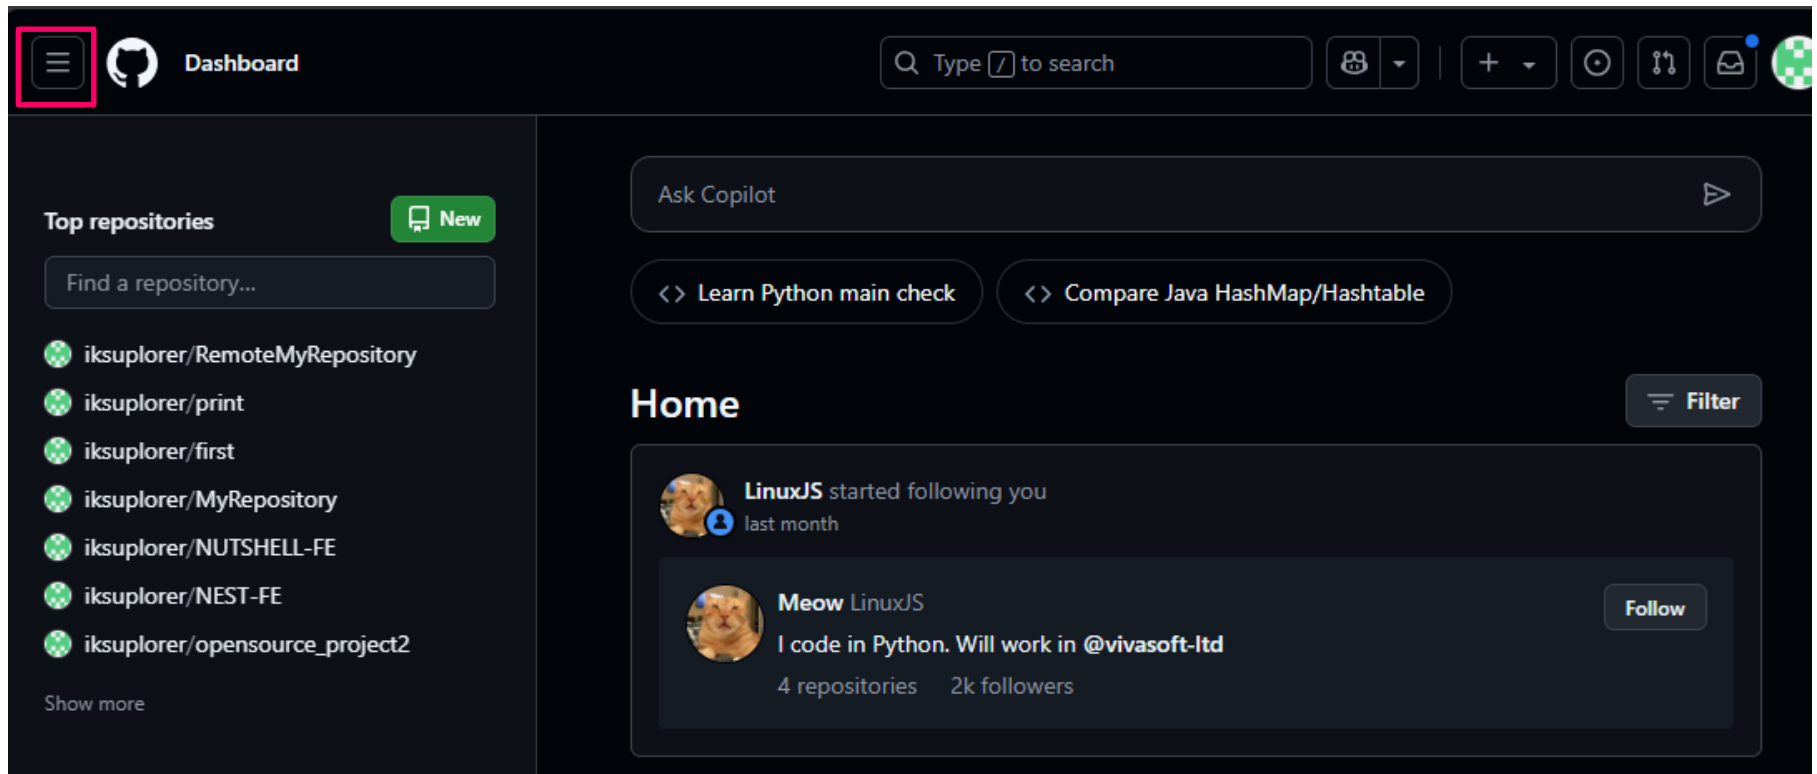 Dashboard
Type / to search
Top repositories
New
Find a repository...
iksuplorer/RemoteMyRepository
iksuplorer/print
iksuplorer/first
iksuplorer/MyRepository
iksuplorer/NUTSHELL-FE
iksuplorer/NEST-FE
iksuplorer/opensource_project2
Show more
Ask Copilot
Learn Python main check
Compare Java HashMap/Hashtable
Home
Filter
LinuxJS started following you
last month
Meow LinuxJS
Follow
I code in Python. Will work in @vivasoft-ltd
4 repositories 2k followers